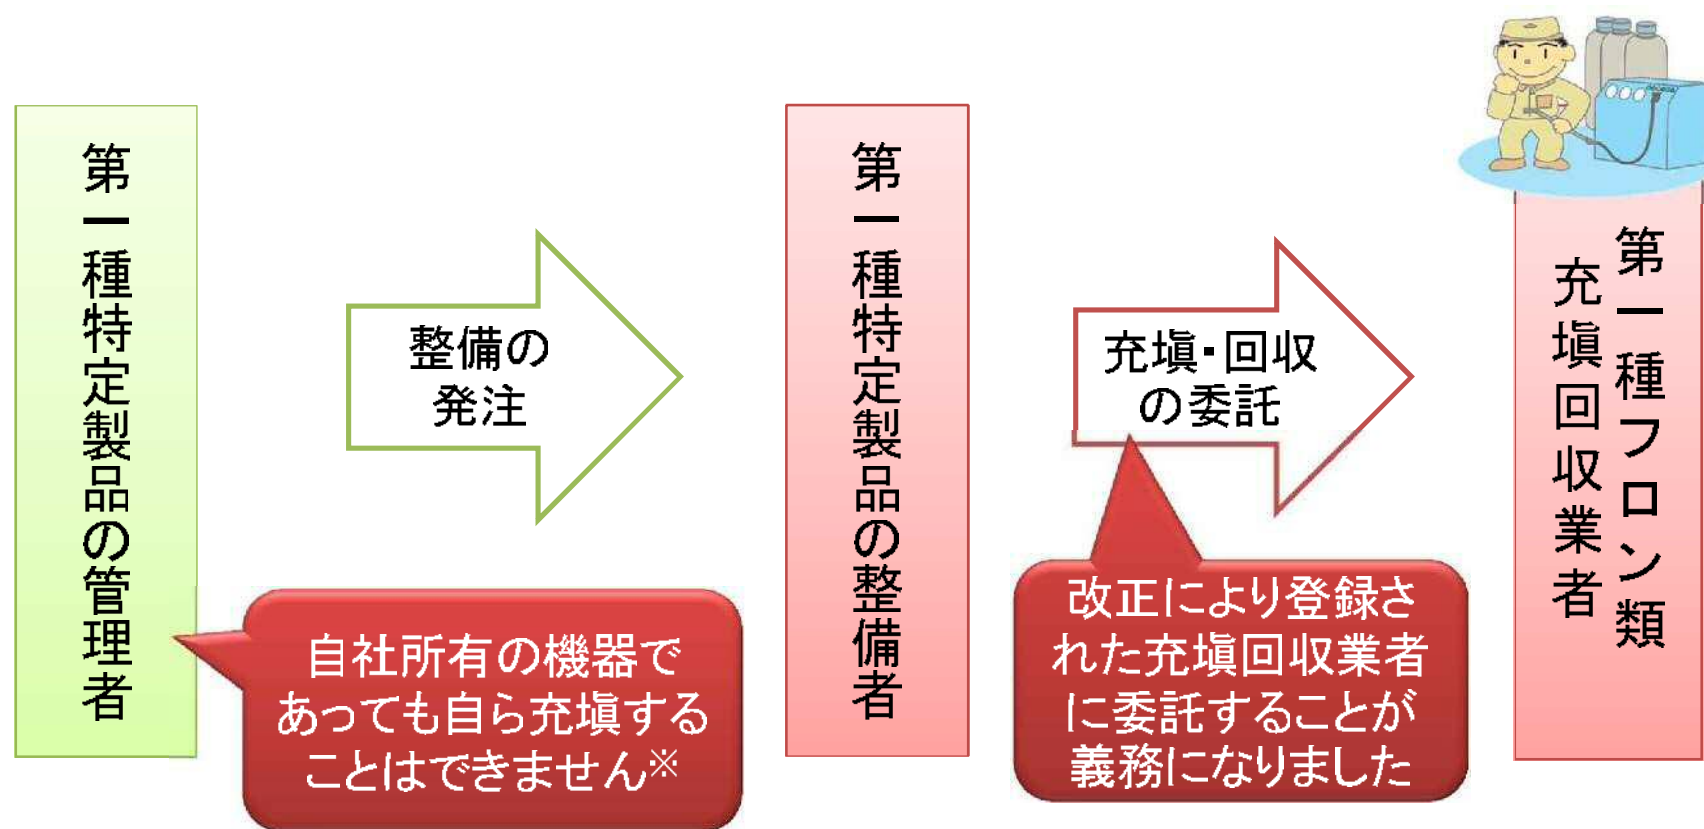 第一種特定製品の管理者
整備の
発注
自社所有の機器で
あっても自ら充塡する
ことはできません※
第一種特定製品の整備者
充塡・回収
の委託
改正により登録さ
れた充塡回収業者
に委託することが
義務になりました
第一種フロン類
充塡回収業者